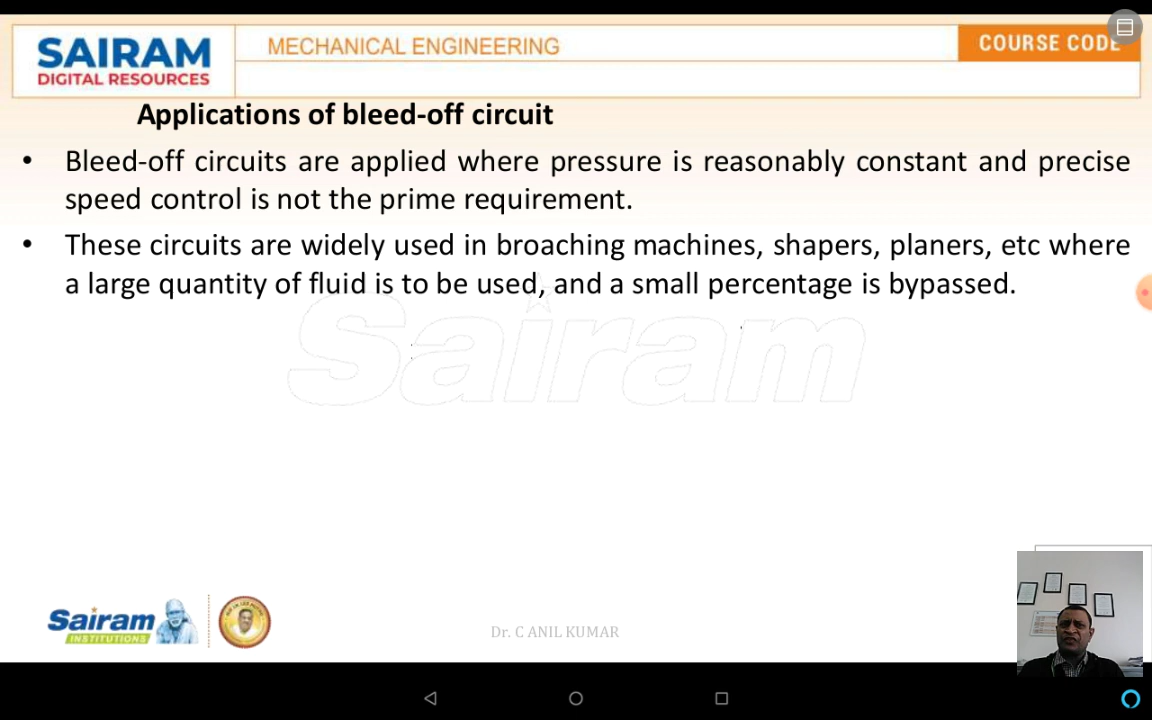 SAIRAM
DIGITAL RESOURCES
MECHANICAL ENGINEERING
COURSE CODE
Applications of bleed-off circuit
• Bleed-off circuits are applied where pressure is reasonably constant and precise
speed control is not the prime requirement.
• These circuits are widely used in broaching machines, shapers, planers, etc where
a large quantity of fluid is to be used, and a small percentage is bypassed.
Sairam
Sairam
INSTITUTIONS
Dr. C ANIL KUMAR